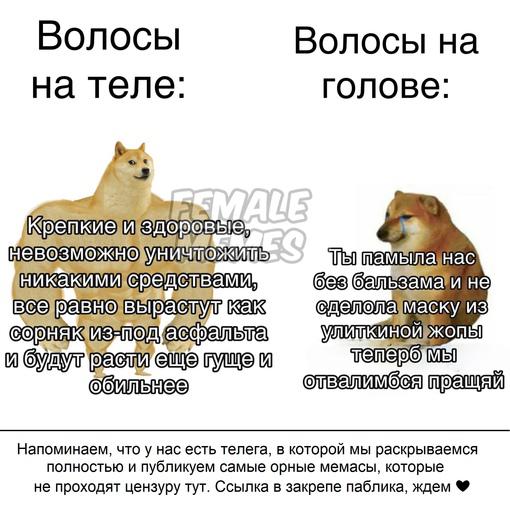 Волосы
на теле:
Волосы на
голове:
FEMALE
MEMES
Крепкие и здоровые,
невозможно уничтожить
никакими средствами,
все равно вырастут как
сорняк из-под асфальта
и будут расти еще гуще и
обильнее
Ты памыла нас
без бальзама и не
сделола маску из
улиткиной жопы
теперб мы
отвалимбся пращяй
Напоминаем, что у нас есть телега, в которой мы раскрываемся
полностью и публикуем самые орные мемасы, которые
не проходят цензуру тут. Ссылка в закрепе паблика, ждем ♥